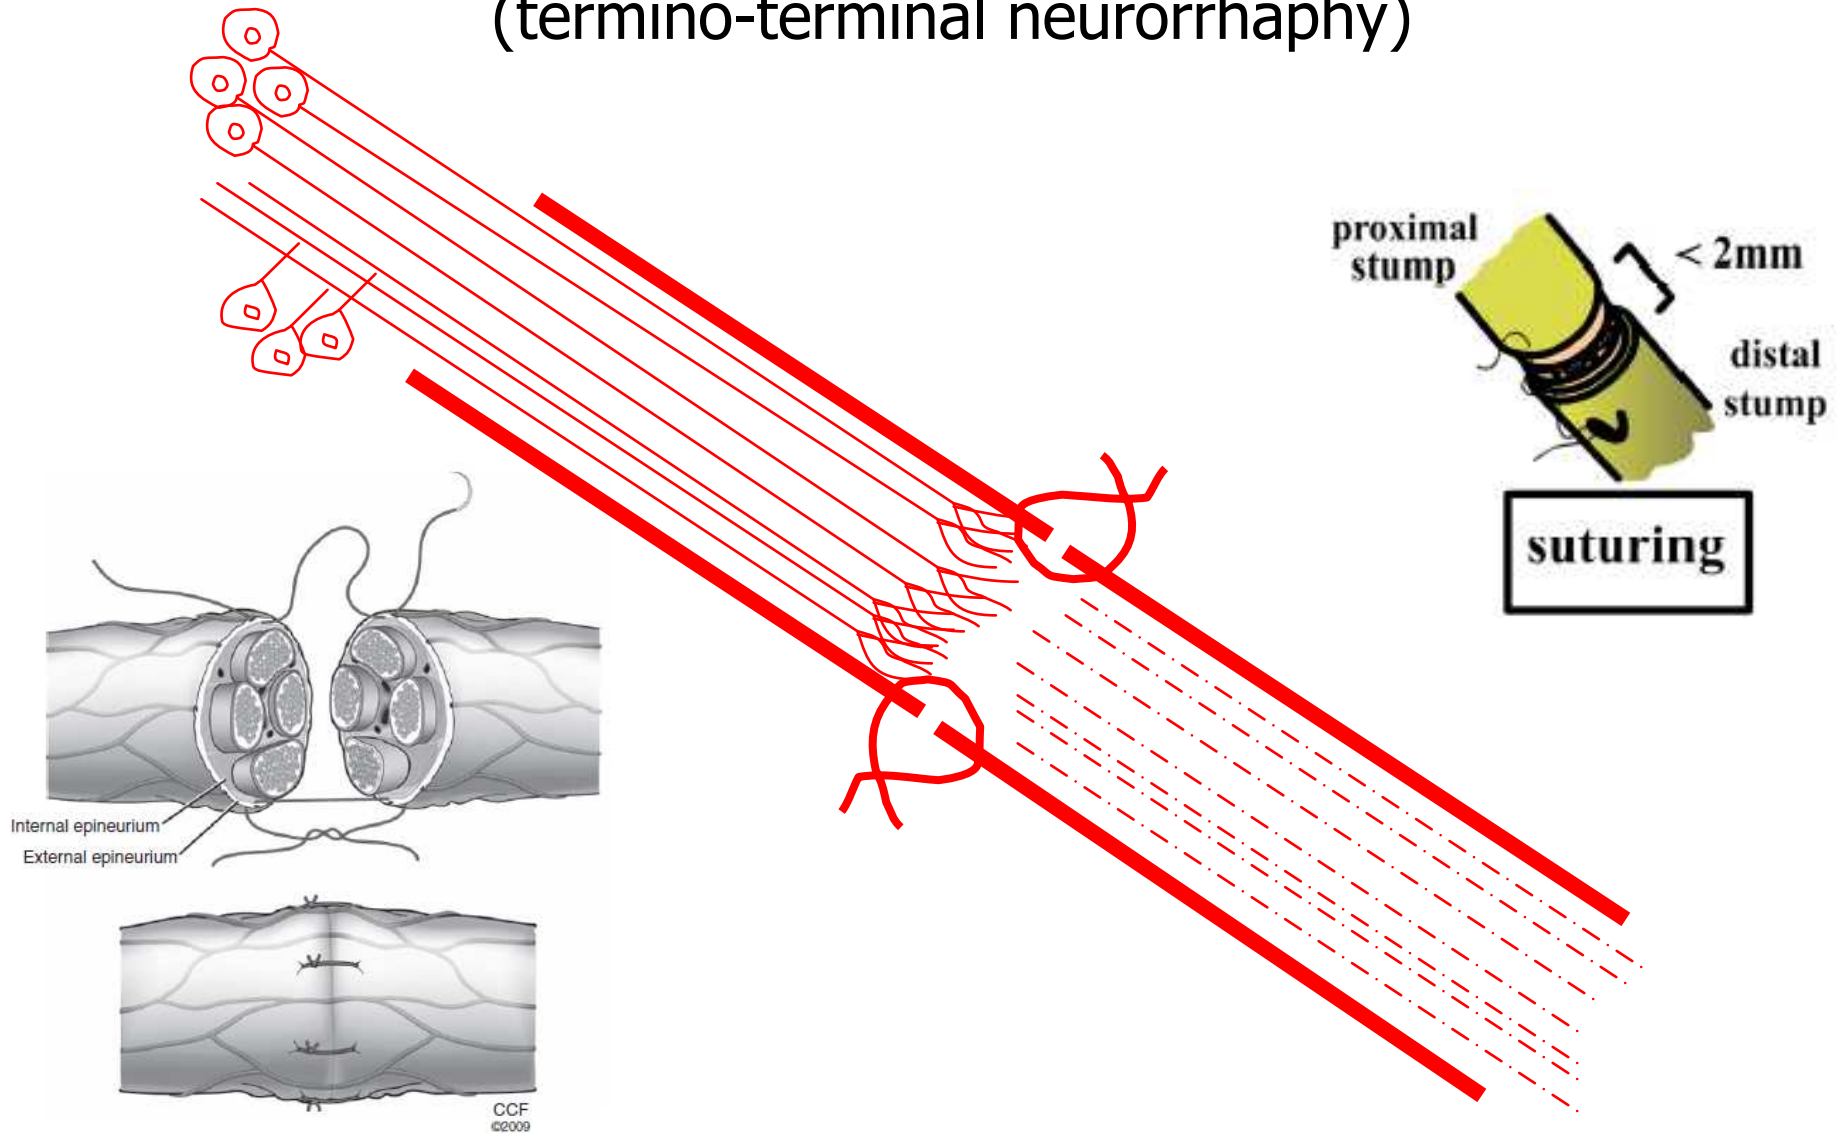 (termino-terminal neurorrhaphy)
proximal
stump
< 2mm
distal
stump
suturing
Internal epineurium
External epineurium
CCF
©2009